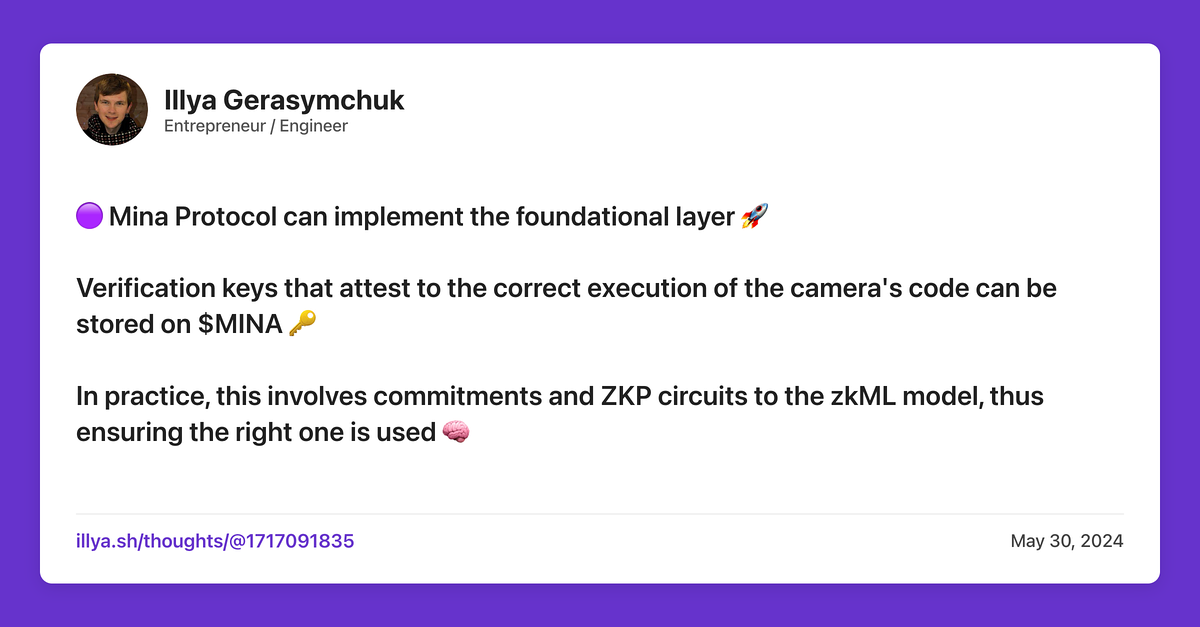 Illya Gerasymchuk
Entrepreneur / Engineer
🟣 Mina Protocol can implement the foundational layer 🚀
Verification keys that attest to the correct execution of the camera's code can be
stored on $MINA 🔑
In practice, this involves commitments and ZKP circuits to the zkML model, thus
ensuring the right one is used 🧠
illya.sh/thoughts/@1717091835
May 30, 2024